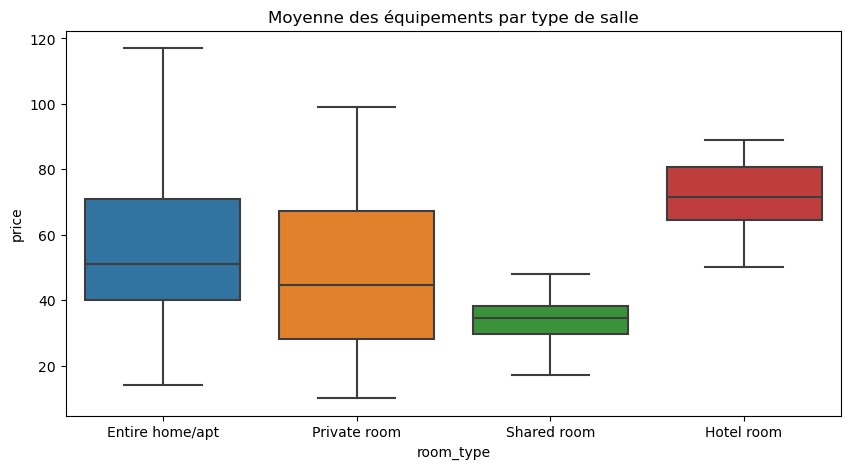 Moyenne des équipements par type de salle
120
100
80
60
40
20
price
Entire home/apt
Private room
Shared room
Hotel room
room_type